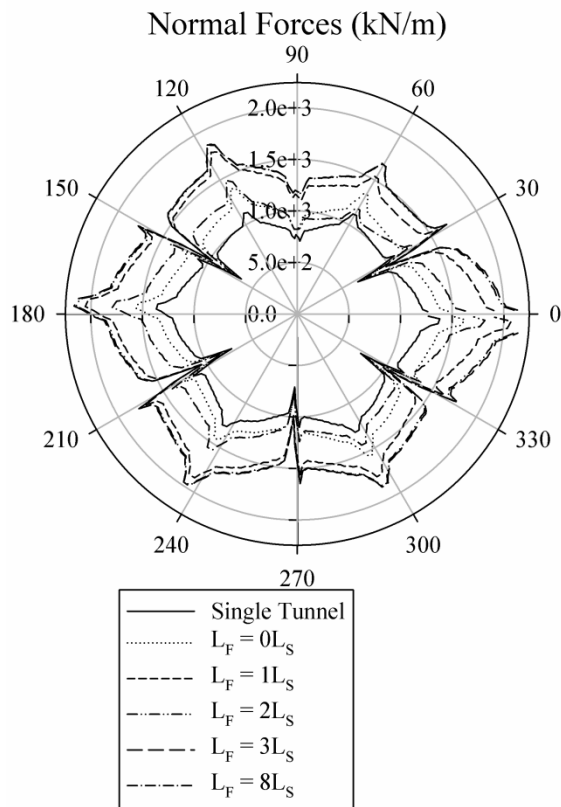 Normal Forces (kN/m)
90
120
60
2.0e+3
1.5e+3
150
30
1.0e+3
5.0e+2
180
0.0
0
210
330
240
300
270
Single Tunnel
L_F = 0L_S
L_F = 1L_S
L_F = 2L_S
L_F = 3L_S
L_F = 8L_S